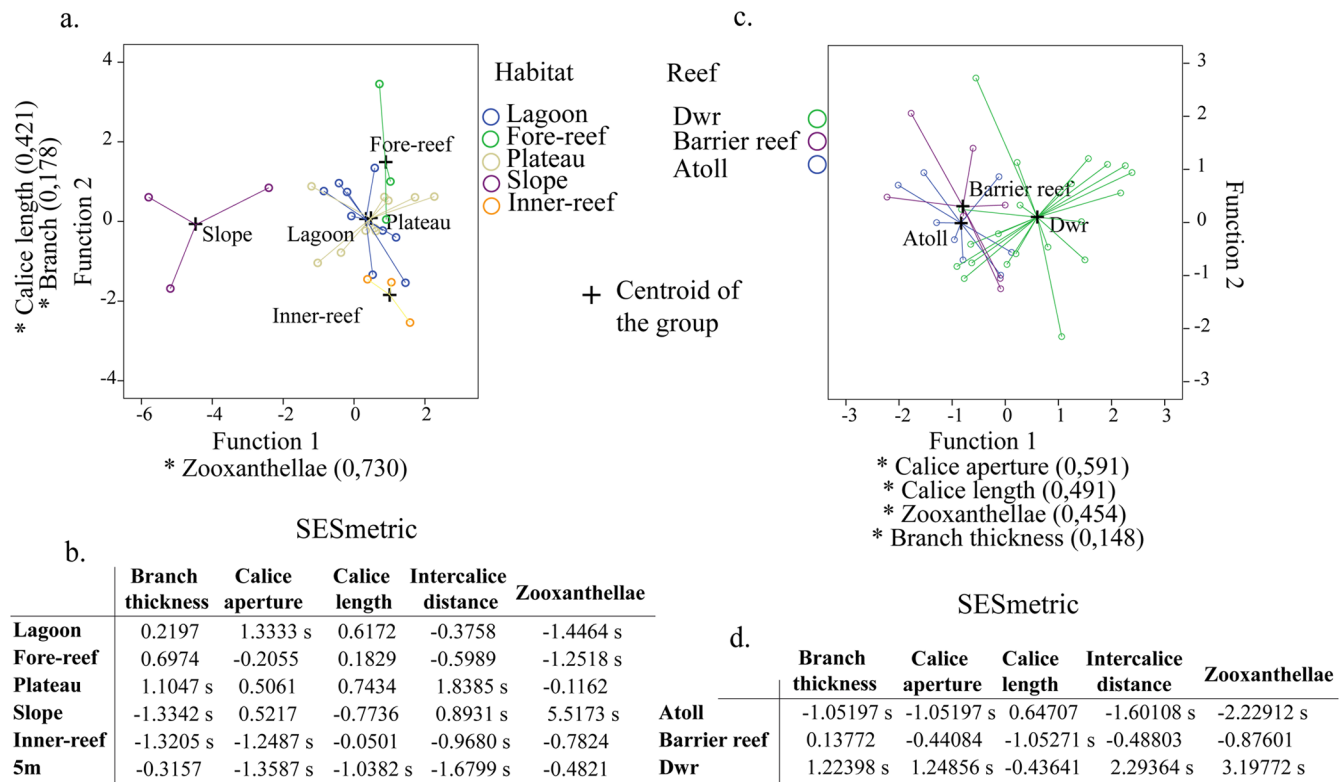 a.
4
2
0
-2
-4
-6
-4
-2
0
2
* Calice length (0,421)
* Branch (0,178)
Function 2
Fore-reef
Slope
Lagoon
Plateau
Inner-reef
Function 1
* Zooxanthellae (0,730)
Habitat
Lagoon
Fore-reef
Plateau
Slope
Inner-reef
Centroid of
the group
c.
Reef
Dwr
Barrier reef
Atoll
Barrier reef
Atoll
Dwr
3
2
1
0
-1
-2
-3
Function 2
-3
-2
-1
0
1
2
3
Function 1
* Calice aperture (0,591)
* Calice length (0,491)
* Zooxanthellae (0,454)
* Branch thickness (0,148)
SESmetric
b.
Branch thickness Calice aperture Calice length Intercalice distance Zooxanthellae
Lagoon 0.2197 1.3333 s 0.6172 -0.3758 -1.4464 s
Fore-reef 0.6974 -0.2055 0.1829 -0.5989 -1.2518 s
Plateau 1.1047 s 0.5061 0.7434 1.8385 s -0.1162
Slope -1.3342 s 0.5217 -0.7736 0.8931 s 5.5173 s
Inner-reef -1.3205 s -1.2487 s -0.0501 -0.9680 s -0.7824
5m -0.3157 -1.3587 s -1.0382 s -1.6799 s -0.4821
SESmetric
d.
Branch thickness Calice aperture Calice length Intercalice distance Zooxanthellae
Atoll -1.05197 s -1.05197 s 0.64707 -1.60108 s -2.22912 s
Barrier reef 0.13772 -0.44084 -1.05271 s -0.48803 -0.87601
Dwr 1.22398 s 1.24856 s -0.43641 2.29364 s 3.19772 s